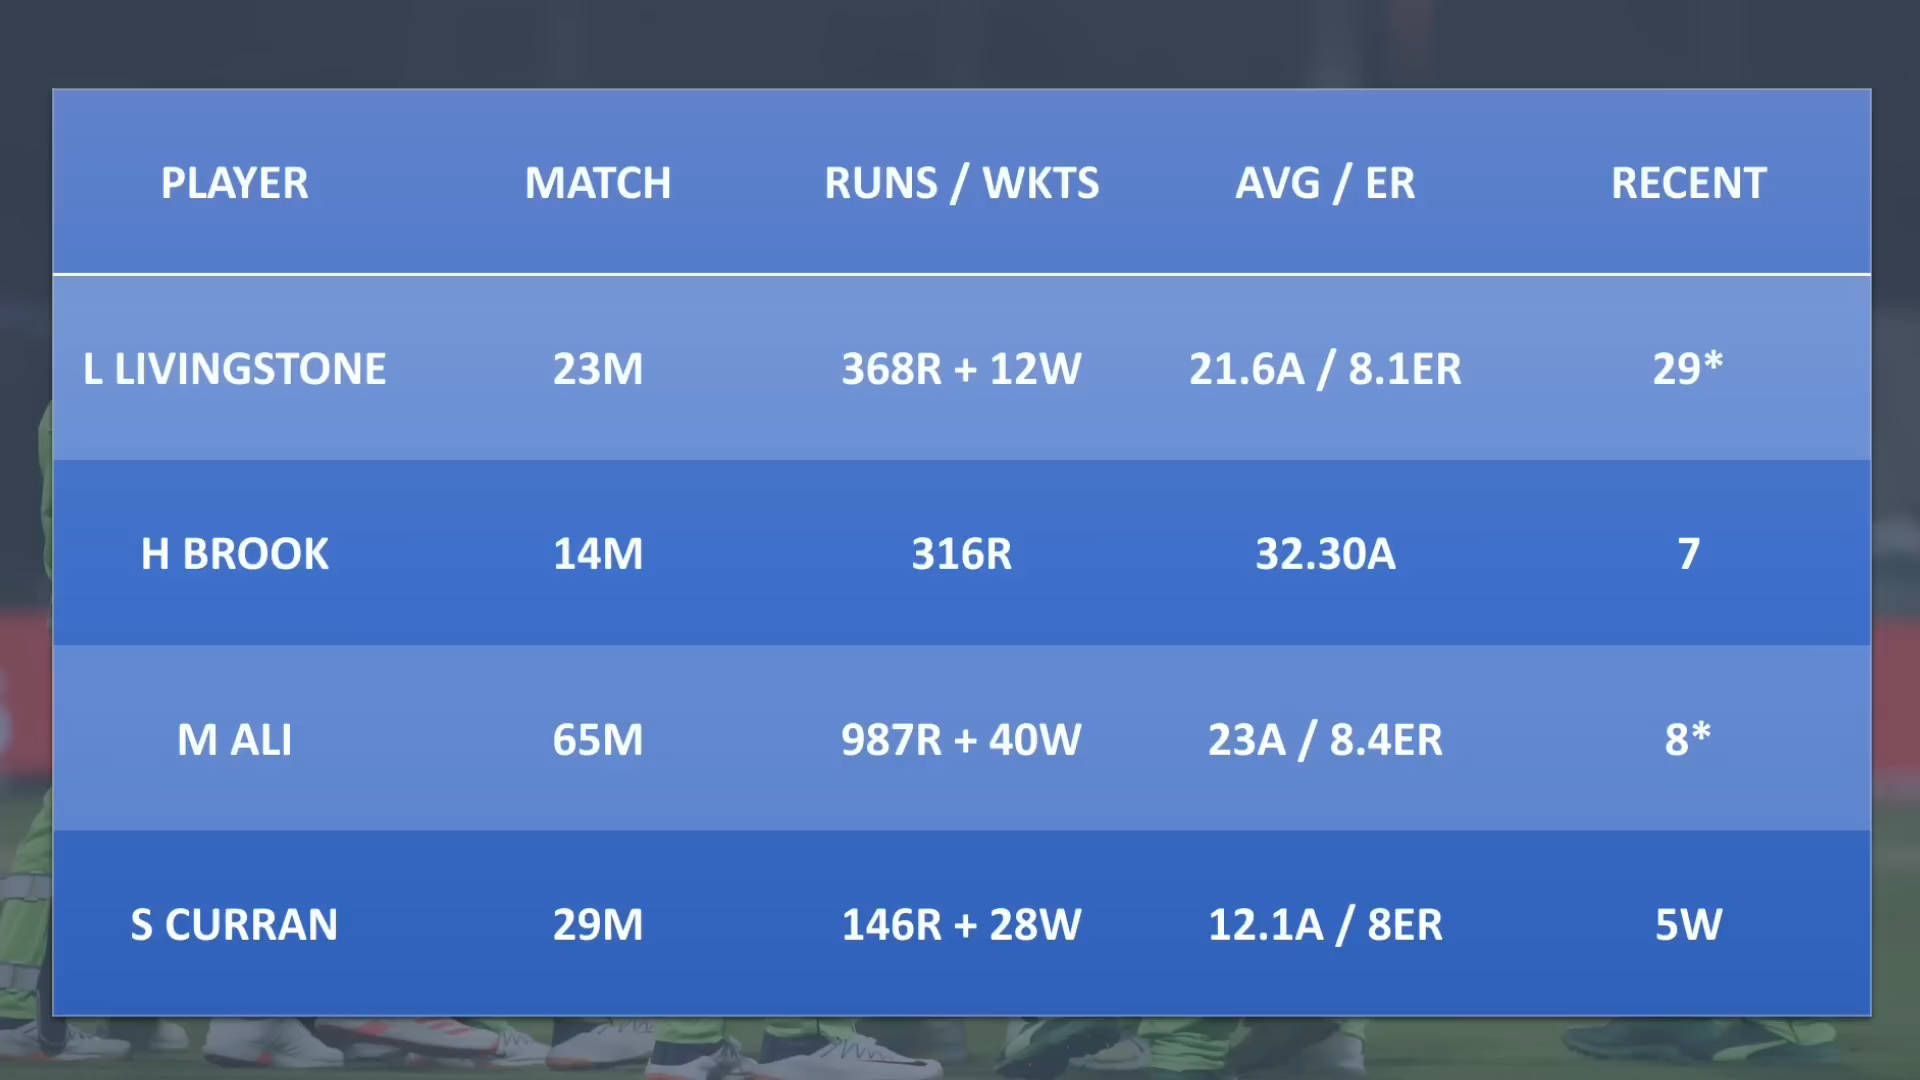 PLAYER MATCH RUNS / WKTS AVG / ER RECENT
L LIVINGSTONE 23M 368R + 12W 21.6A / 8.1ER 29*
H BROOK 14M 316R 32.30A 7
M ALI 65M 987R + 40W 23A / 8.4ER 8*
S CURRAN 29M 146R + 28W 12.1A / 8ER 5W